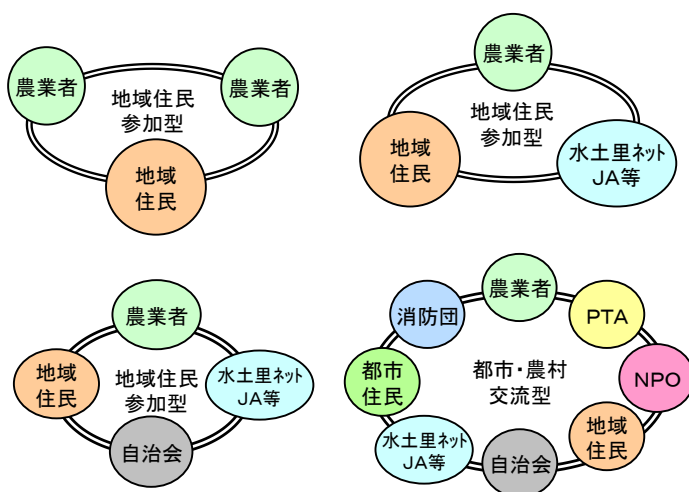 農業者
農業者
地域住民
参加型
地域
住民
農業者
地域住民
参加型
地域
住民
水土里ネット
JA等
農業者
地域
住民
地域住民
参加型
水土里ネット
JA等
自治会
農業者
消防団
PTA
都市
住民
都市・農村
交流型
NPO
水土里ネット
JA等
自治会
地域
住民